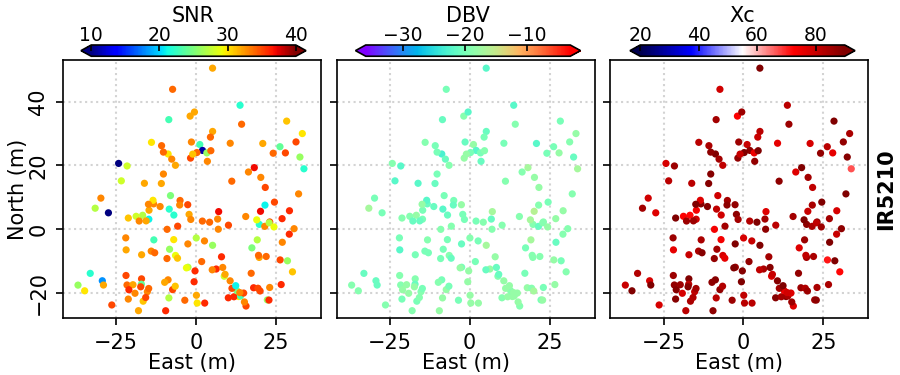 SNR DBV Xc
10 20 30 40 −30 −20 −10 20 40 60 80
North (m)
40
20
0
−20
IR5210
−25 0 25 −25 0 25 −25 0 25
East (m) East (m) East (m)